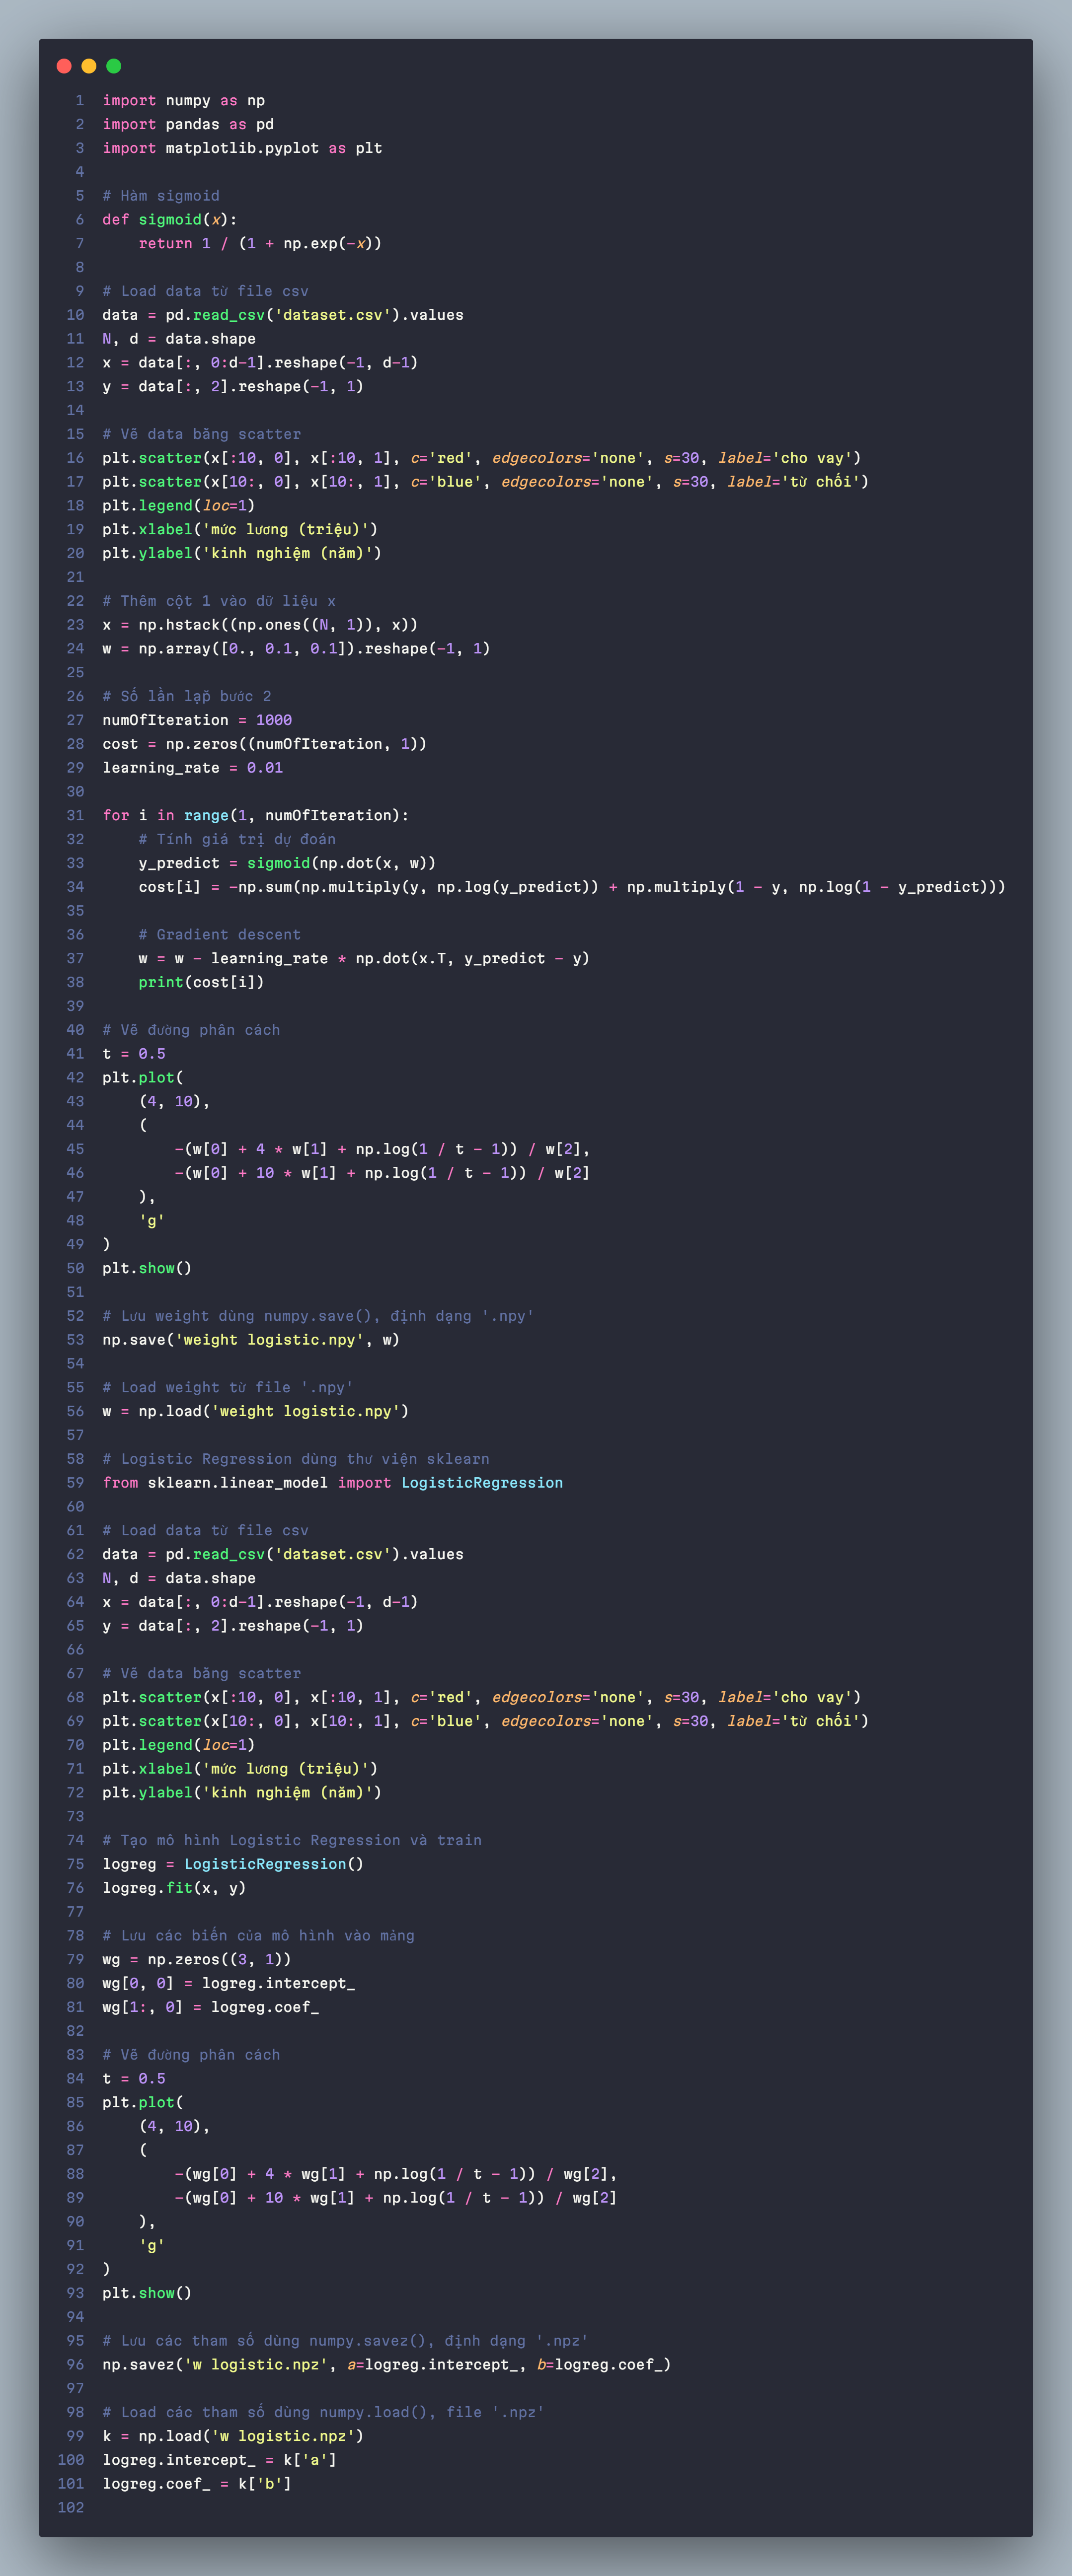 1 import numpy as np
2 import pandas as pd
3 import matplotlib.pyplot as plt
4
5 # Hàm sigmoid
6 def sigmoid(x):
7     return 1 / (1 + np.exp(-x))
8
9 # Load data từ file csv
10 data = pd.read_csv('dataset.csv').values
11 N, d = data.shape
12 x = data[:, 0:d-1].reshape(-1, d-1)
13 y = data[:, 2].reshape(-1, 1)
14
15 # Vẽ data bằng scatter
16 plt.scatter(x[:10, 0], x[:10, 1], c='red', edgecolors='none', s=30, label='cho vay')
17 plt.scatter(x[10:, 0], x[10:, 1], c='blue', edgecolors='none', s=30, label='từ chối')
18 plt.legend(loc=1)
19 plt.xlabel('mức lương (triệu)')
20 plt.ylabel('kinh nghiệm (năm)')
21
22 # Thêm cột 1 vào dữ liệu x
23 x = np.hstack((np.ones((N, 1)), x))
24 w = np.array([0., 0.1, 0.1]).reshape(-1, 1)
25
26 # Số lần lặp bước 2
27 numOfIteration = 1000
28 cost = np.zeros((numOfIteration, 1))
29 learning_rate = 0.01
30
31 for i in range(1, numOfIteration):
32     # Tính giá trị dự đoán
33     y_predict = sigmoid(np.dot(x, w))
34     cost[i] = -np.sum(np.multiply(y, np.log(y_predict)) + np.multiply(1 - y, np.log(1 - y_predict)))
35
36     # Gradient descent
37     w = w - learning_rate * np.dot(x.T, y_predict - y)
38     print(cost[i])
39
40 # Vẽ đường phân cách
41 t = 0.5
42 plt.plot(
43     (4, 10),
44     (
45         -(w[0] + 4 * w[1] + np.log(1 / t - 1)) / w[2],
46         -(w[0] + 10 * w[1] + np.log(1 / t - 1)) / w[2]
47     ),
48     'g'
49 )
50 plt.show()
51
52 # Lưu weight dùng numpy.save(), định dạng '.npy'
53 np.save('weight logistic.npy', w)
54
55 # Load weight từ file '.npy'
56 w = np.load('weight logistic.npy')
57
58 # Logistic Regression dùng thư viện sklearn
59 from sklearn.linear_model import LogisticRegression
60
61 # Load data từ file csv
62 data = pd.read_csv('dataset.csv').values
63 N, d = data.shape
64 x = data[:, 0:d-1].reshape(-1, d-1)
65 y = data[:, 2].reshape(-1, 1)
66
67 # Vẽ data bằng scatter
68 plt.scatter(x[:10, 0], x[:10, 1], c='red', edgecolors='none', s=30, label='cho vay')
69 plt.scatter(x[10:, 0], x[10:, 1], c='blue', edgecolors='none', s=30, label='từ chối')
70 plt.legend(loc=1)
71 plt.xlabel('mức lương (triệu)')
72 plt.ylabel('kinh nghiệm (năm)')
73
74 # Tạo mô hình Logistic Regression và train
75 logreg = LogisticRegression()
76 logreg.fit(x, y)
77
78 # Lưu các biến của mô hình vào mảng
79 wg = np.zeros((3, 1))
80 wg[0, 0] = logreg.intercept_
81 wg[1:, 0] = logreg.coef_
82
83 # Vẽ đường phân cách
84 t = 0.5
85 plt.plot(
86     (4, 10),
87     (
88         -(wg[0] + 4 * wg[1] + np.log(1 / t - 1)) / wg[2],
89         -(wg[0] + 10 * wg[1] + np.log(1 / t - 1)) / wg[2]
90     ),
91     'g'
92 )
93 plt.show()
94
95 # Lưu các tham số dùng numpy.savez(), định dạng '.npz'
96 np.savez('w logistic.npz', a=logreg.intercept_, b=logreg.coef_)
97
98 # Load các tham số dùng numpy.load(), file '.npz'
99 k = np.load('w logistic.npz')
100 logreg.intercept_ = k['a']
101 logreg.coef_ = k['b']
102